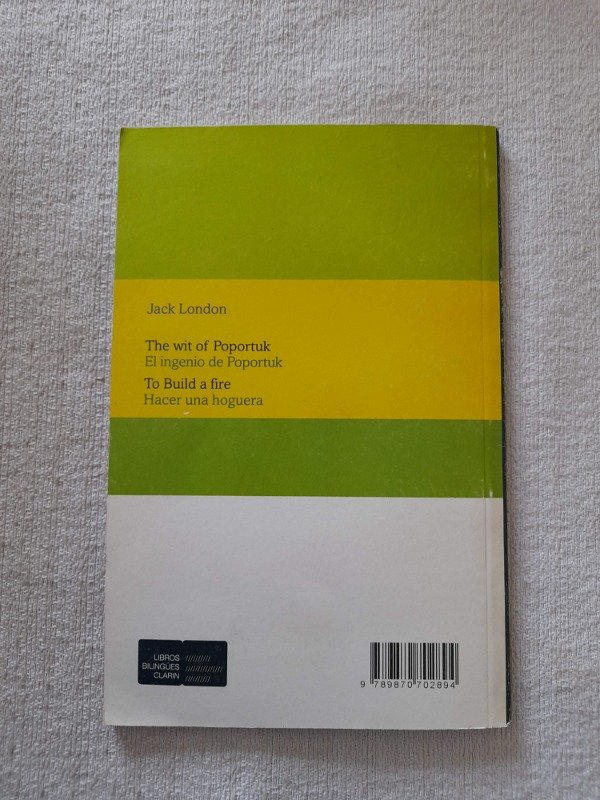 Jack London
The wit of Poportuk
El ingenio de Poportuk
To Build a fire
Hacer una hoguera
LIBROS
BILINGUES
CLARIN
9 789870 702894